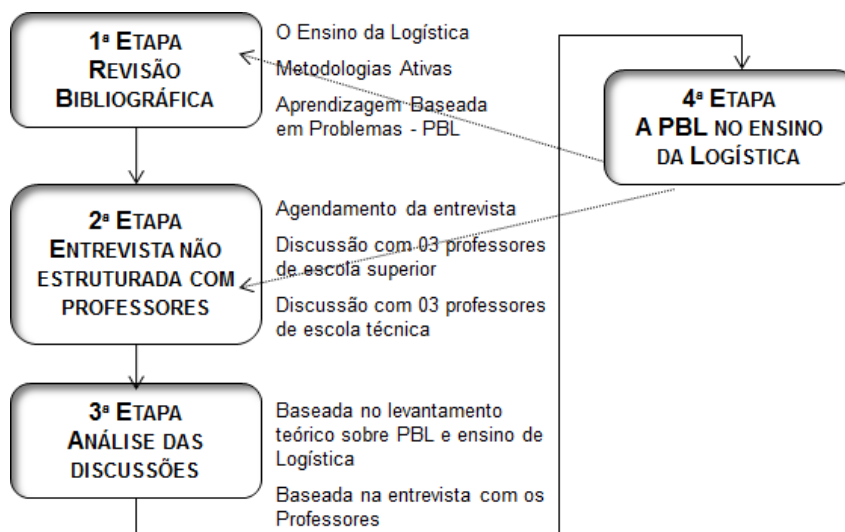 1ª ETAPA
REVISÃO
BIBLIOGRÁFICA
O Ensino da Logística
Metodologias Ativas
Aprendizagem Baseada
em Problemas - PBL
2ª ETAPA
ENTREVISTA NÃO
ESTRUTURADA COM
PROFESSORES
Agendamento da entrevista
Discussão com 03 professores
de escola superior
Discussão com 03 professores
de escola técnica
3ª ETAPA
ANÁLISE DAS
DISCUSSÕES
Baseada no levantamento
teórico sobre PBL e ensino de
Logística
Baseada na entrevista com os
Professores
4ª ETAPA
A PBL NO ENSINO
DA LOGÍSTICA